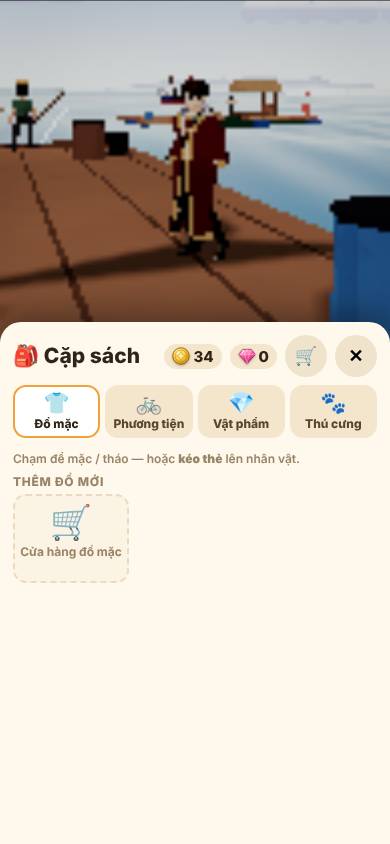 Cặp sách
34
0
Đồ mặc
Phương tiện
Vật phẩm
Thú cưng
Chạm để mặc / tháo — hoặc kéo thẻ lên nhân vật.
THÊM ĐỒ MỚI
Cửa hàng đồ mặc